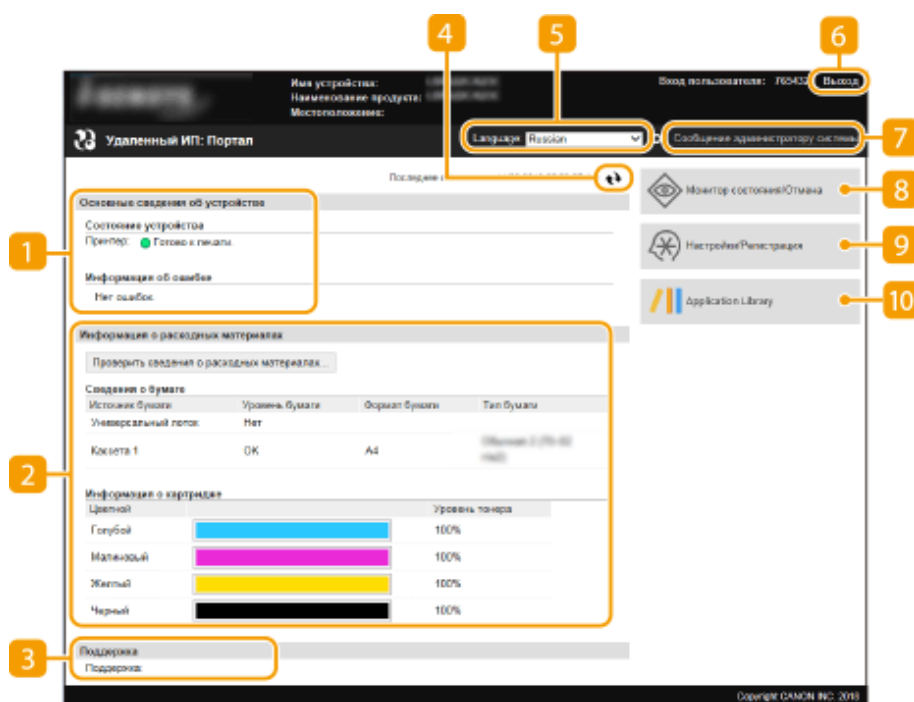 4 5 6
Имя устройства:
Наименование продукта:
Местоположение:
Вход пользователя: 765432 Выход
Удаленный ИП: Портал
Language Russian
Сообщение администратору системы
7
Последнее
Основные сведения об устройстве
Состояние устройства
Принтер: Готово к печати.
1
Информация об ошибке
Нет ошибок.
Монитор состояния/Отмена
8
Настройки/Регистрация
9
Application Library
10
Информация о расходных материалах
Проверить сведения о расходных материалах...
Сведения о бумаге
Источник бумаги Уровень бумаги Формат бумаги Тип бумаги
Универсальный лоток Нет
Кассета 1 OK A4
2
Информация о картридже
Цветной Уровень тонера
Голубой 100%
Малиновый 100%
Желтый 100%
Черный 100%
3
Поддержка
Поддержка:
Copyright CANON INC. 2018